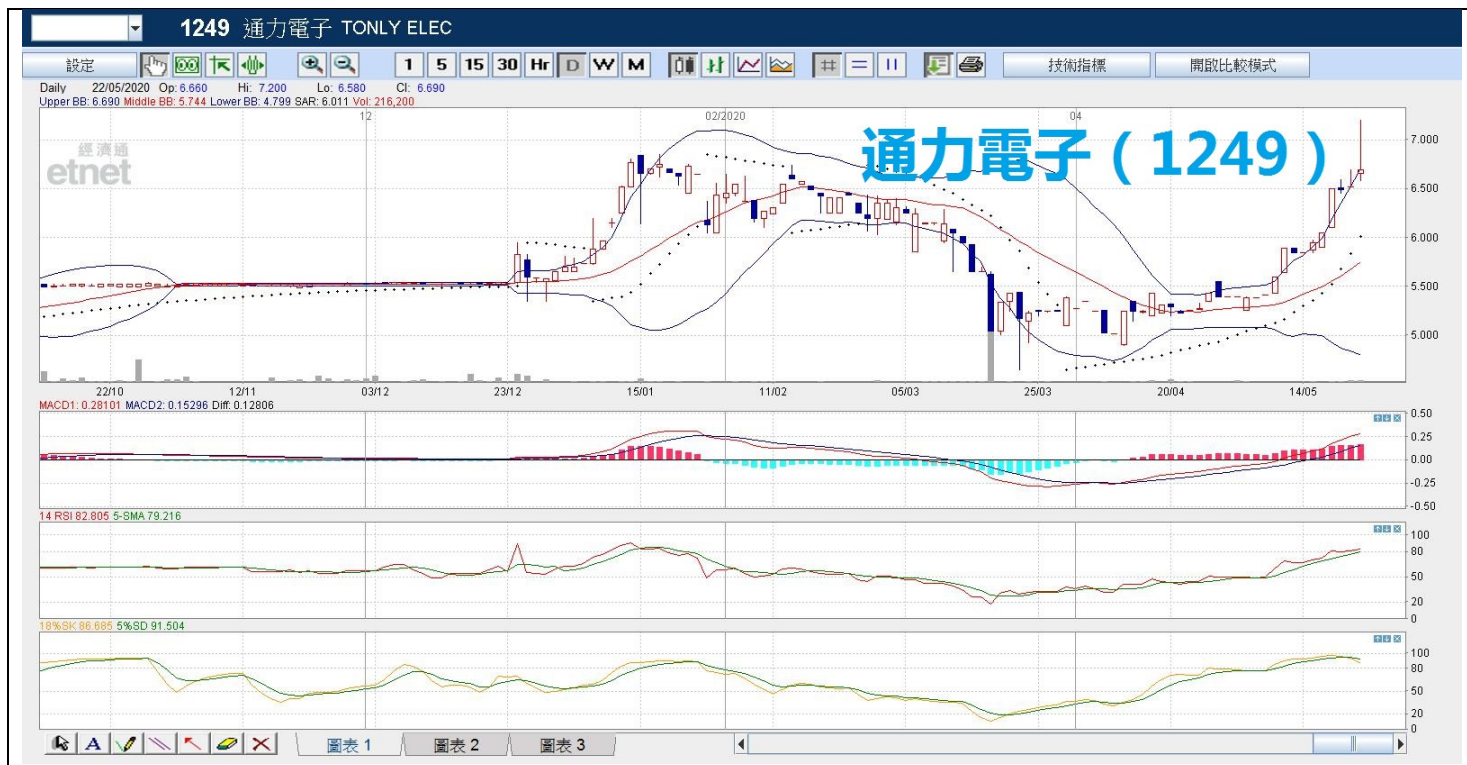 1249 通力電子 TONLY ELEC
設定 1 5 15 30 Hr D W M 技術指標 開啟比較模式
Daily 22/05/2020 Op: 6.660 Hi: 7.200 Lo: 6.580 Cl: 6.690
Upper BB: 6.690 Middle BB: 5.744 Lower BB: 4.799 SAR: 6.011 Vol: 216,200
12 02/2020 04
通力電子（1249）
經濟通
etnet
7.000
6.500
6.000
5.500
5.000
22/10 12/11 03/12 23/12 15/01 11/02 05/03 25/03 20/04 14/05
MACD1: 0.28101 MACD2: 0.15296 Diff: 0.12806
0.50
0.25
0.00
-0.25
-0.50
14 RSI 82.805 5-SMA 79.216
100
80
50
20
0
18%SK 86.685 5%SD 91.504
100
80
50
20
0
A 圖表 1 圖表 2 圖表 3